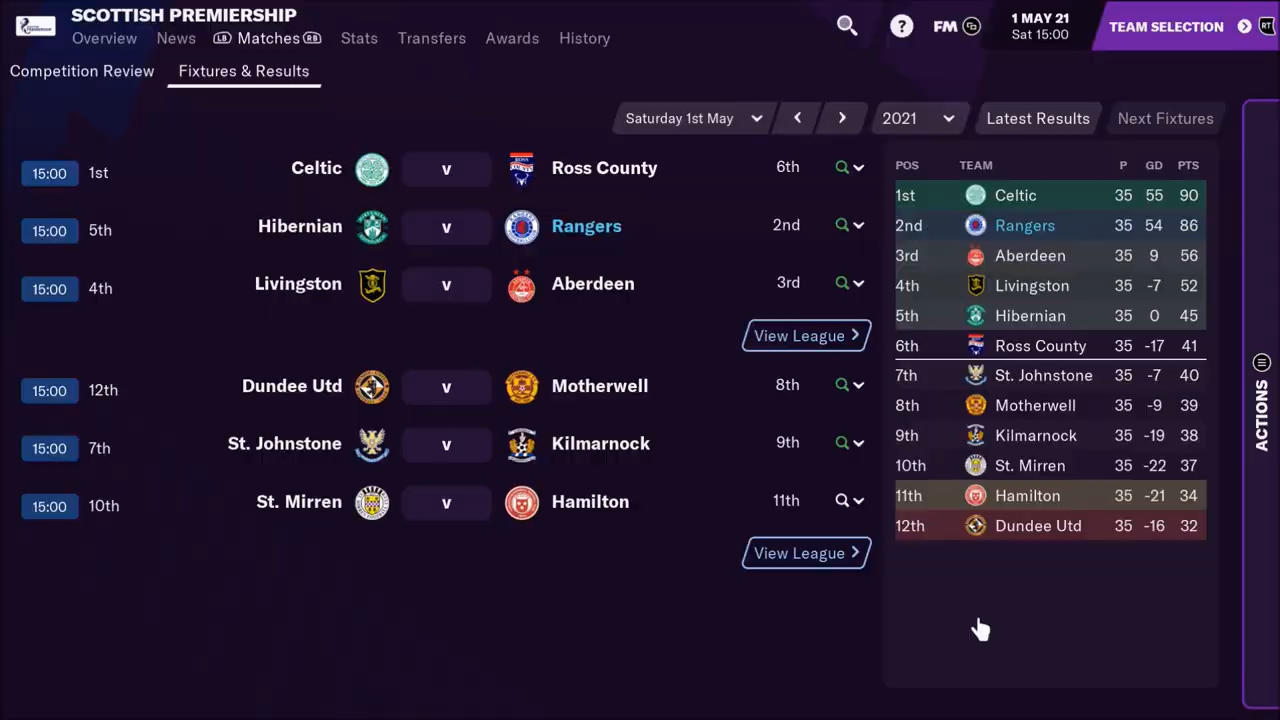 SCOTTISH PREMIERSHIP
Overview News LB Matches RB Stats Transfers Awards History
? FM 1 MAY 21
Sat 15:00
TEAM SELECTION RT
Competition Review Fixtures & Results
Saturday 1st May 2021 Latest Results Next Fixtures
15:00 1st Celtic v Ross County 6th
15:00 5th Hibernian v Rangers 2nd
15:00 4th Livingston v Aberdeen 3rd
View League
15:00 12th Dundee Utd v Motherwell 8th
15:00 7th St. Johnstone v Kilmarnock 9th
15:00 10th St. Mirren v Hamilton 11th
View League
POS TEAM P GD PTS
1st Celtic 35 55 90
2nd Rangers 35 54 86
3rd Aberdeen 35 9 56
4th Livingston 35 -7 52
5th Hibernian 35 0 45
6th Ross County 35 -17 41
7th St. Johnstone 35 -7 40
8th Motherwell 35 -9 39
9th Kilmarnock 35 -19 38
10th St. Mirren 35 -22 37
11th Hamilton 35 -21 34
12th Dundee Utd 35 -16 32
ACTIONS